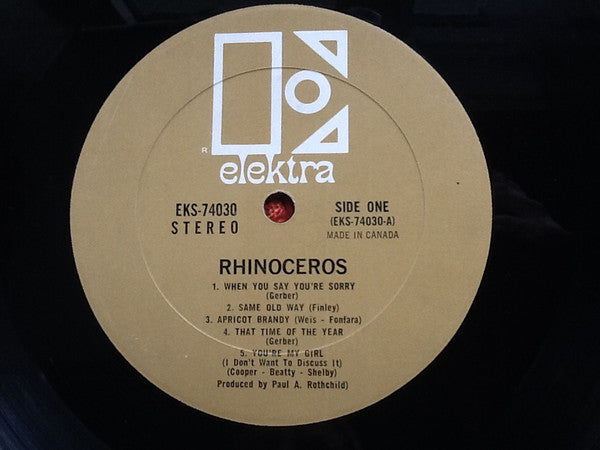 R
elektra
EKS-74030
STEREO
SIDE ONE
(EKS-74030-A)
MADE IN CANADA
RHINOCEROS
1. WHEN YOU SAY YOU'RE SORRY
(Gerber)
2. SAME OLD WAY (Finley)
3. APRICOT BRANDY (Weis - Fonfara)
4. THAT TIME OF THE YEAR
(Gerber)
5. YOU'RE MY GIRL
(I Don't Want To Discuss It)
(Cooper - Beatty - Shelby)
Produced by Paul A. Rothchild)